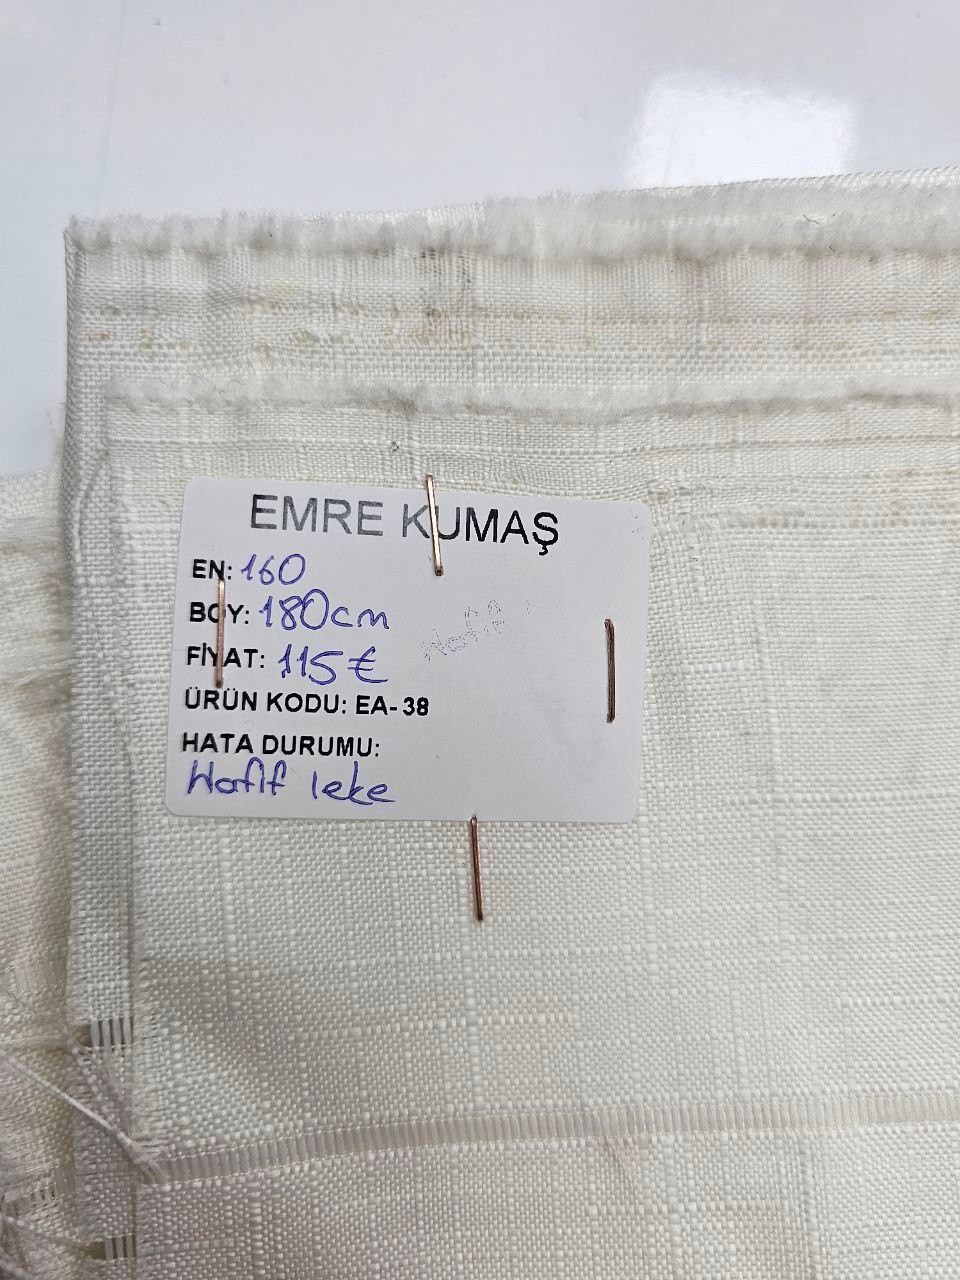 EMRE KUMAŞ
EN: 160
BOY: 180cm
FİYAT: 115€
ÜRÜN KODU: EA-38
HATA DURUMU:
Hafif leke